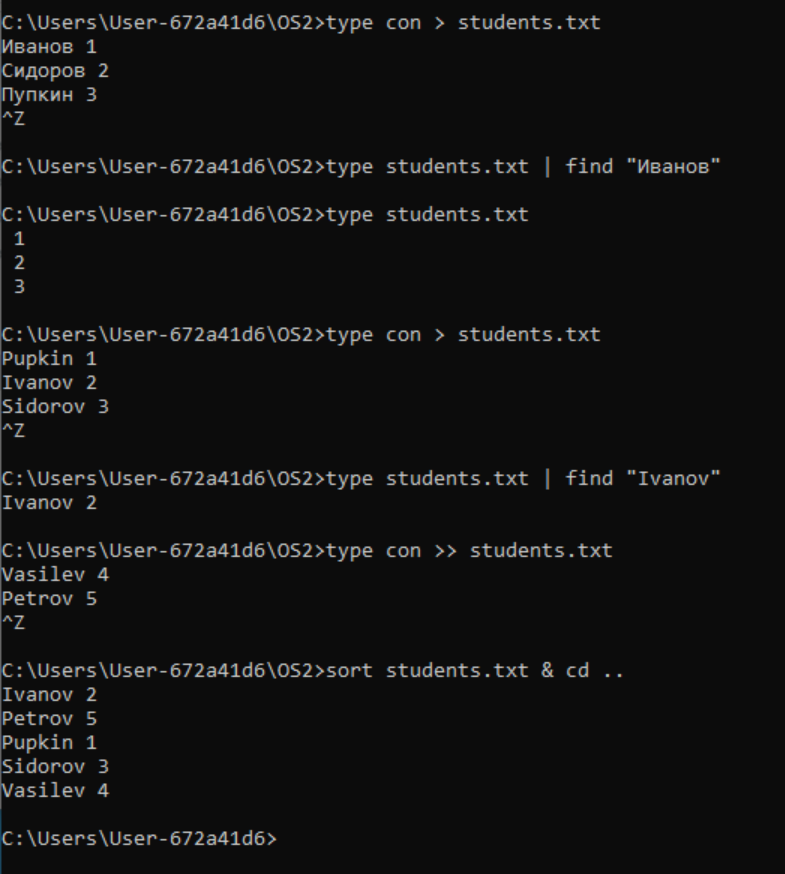 C:\Users\User-672a41d6\OS2>type con > students.txt
Иванов 1
Сидоров 2
Пупкин 3
^Z
C:\Users\User-672a41d6\OS2>type students.txt | find "Иванов"
C:\Users\User-672a41d6\OS2>type students.txt
1
2
3
C:\Users\User-672a41d6\OS2>type con > students.txt
Pupkin 1
Ivanov 2
Sidorov 3
^Z
C:\Users\User-672a41d6\OS2>type students.txt | find "Ivanov"
Ivanov 2
C:\Users\User-672a41d6\OS2>type con >> students.txt
Vasilev 4
Petrov 5
^Z
C:\Users\User-672a41d6\OS2>sort students.txt & cd ..
Ivanov 2
Petrov 5
Pupkin 1
Sidorov 3
Vasilev 4
C:\Users\User-672a41d6>